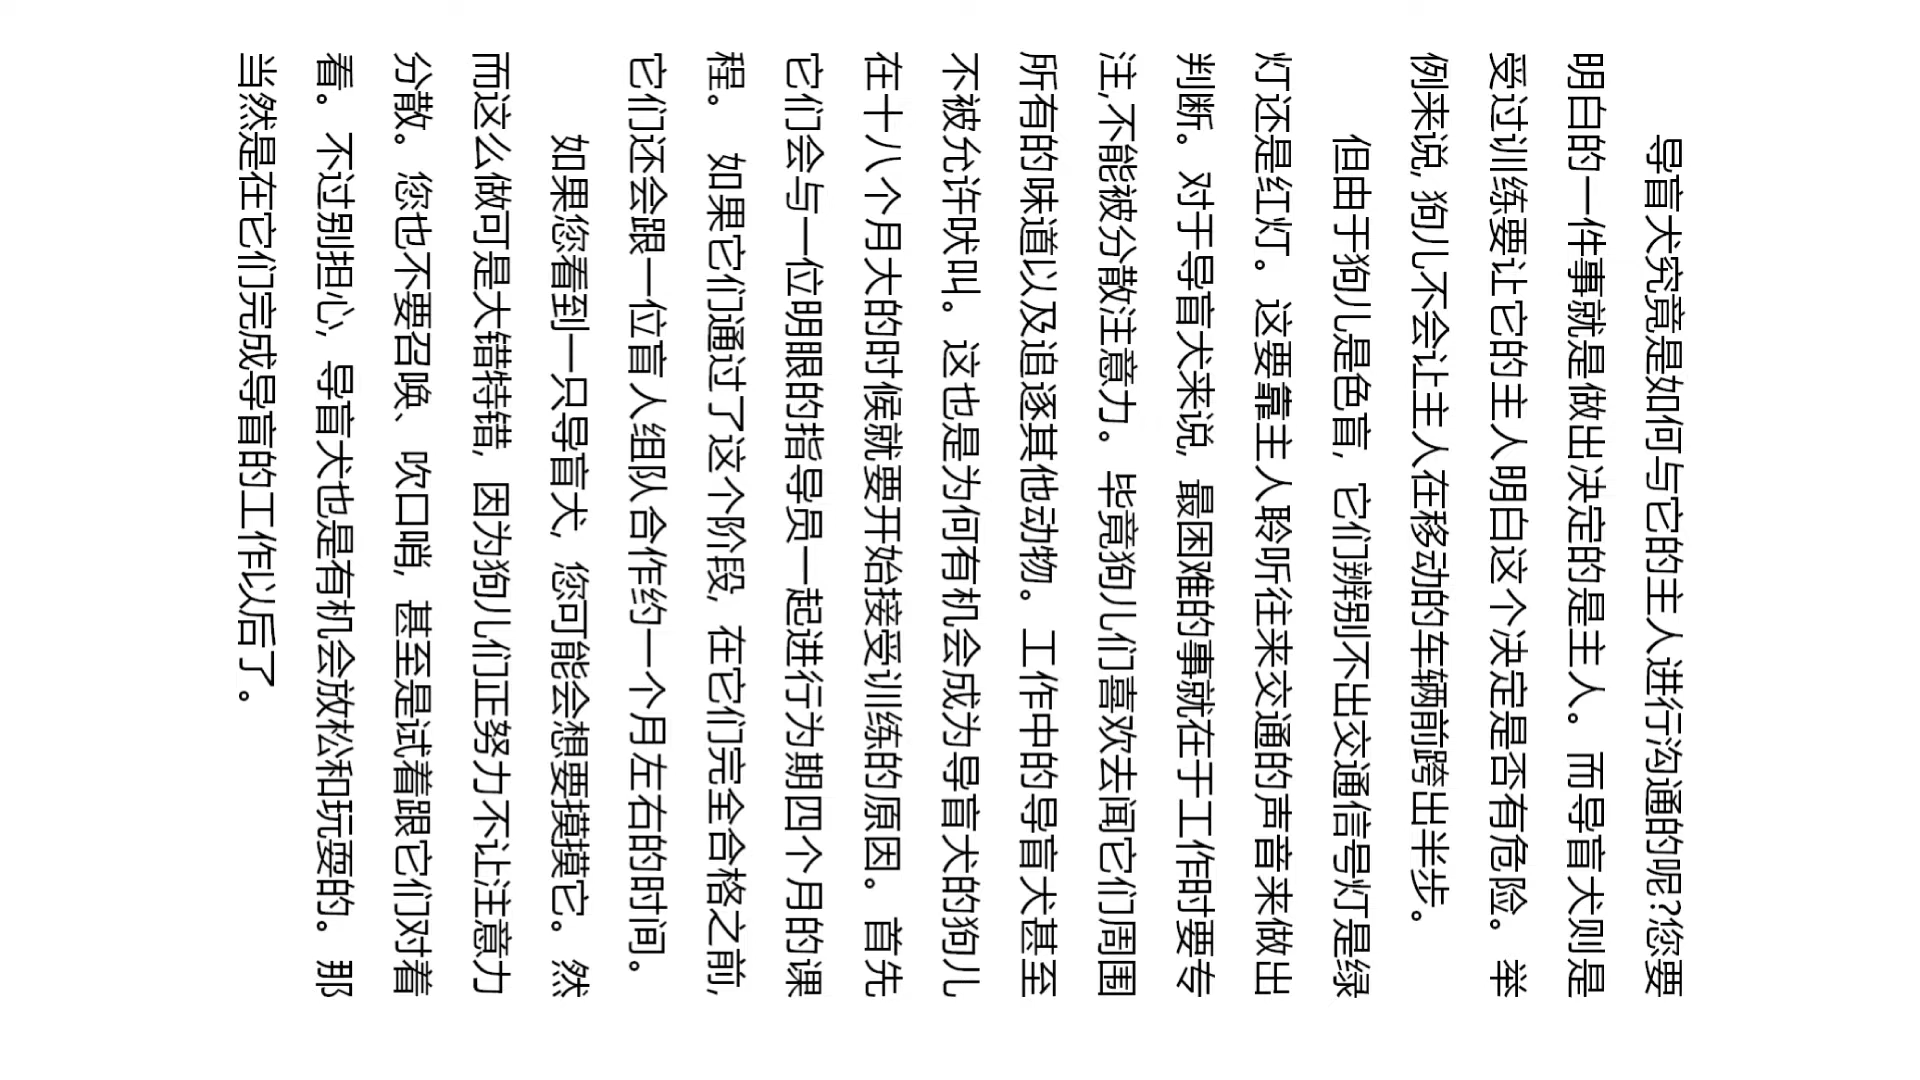 导盲犬究竟是如何与它的主人进行沟通的呢?您要
明白的一件事就是做出决定的是主人。而导盲犬则是
受过训练要让它的主人明白这个决定是否有危险。举
例来说,狗儿不会让主人在移动的车辆前跨出半步。
但由于狗儿是色盲,它们辨别不出交通信号灯是绿
灯还是红灯。这要靠主人聆听往来交通的声音来做出
判断。对于导盲犬来说,最困难的事就在于工作时要专
注,不能被分散注意力。毕竟狗儿们喜欢去闻它们周围
所有的味道以及追逐其他动物。工作中的导盲犬甚至
不被允许吠叫。这也是为何有机会成为导盲犬的狗儿
在十八个月大的时候就要开始接受训练的原因。首先
它们会与一位明眼的指导员一起进行为期四个月的课
程。如果它们通过了这个阶段,在它们完全合格之前,
它们还会跟一位盲人组队合作约一个月左右的时间。
如果您看到一只导盲犬,您可能会想要摸摸它。然
而这么做可是大错特错,因为狗儿们正努力不让注意力
分散。您也不要召唤、吹口哨,甚至是试着跟它们对着
看。不过别担心,导盲犬也是有机会放松和玩耍的。那
当然是在它们完成导盲的工作以后了。